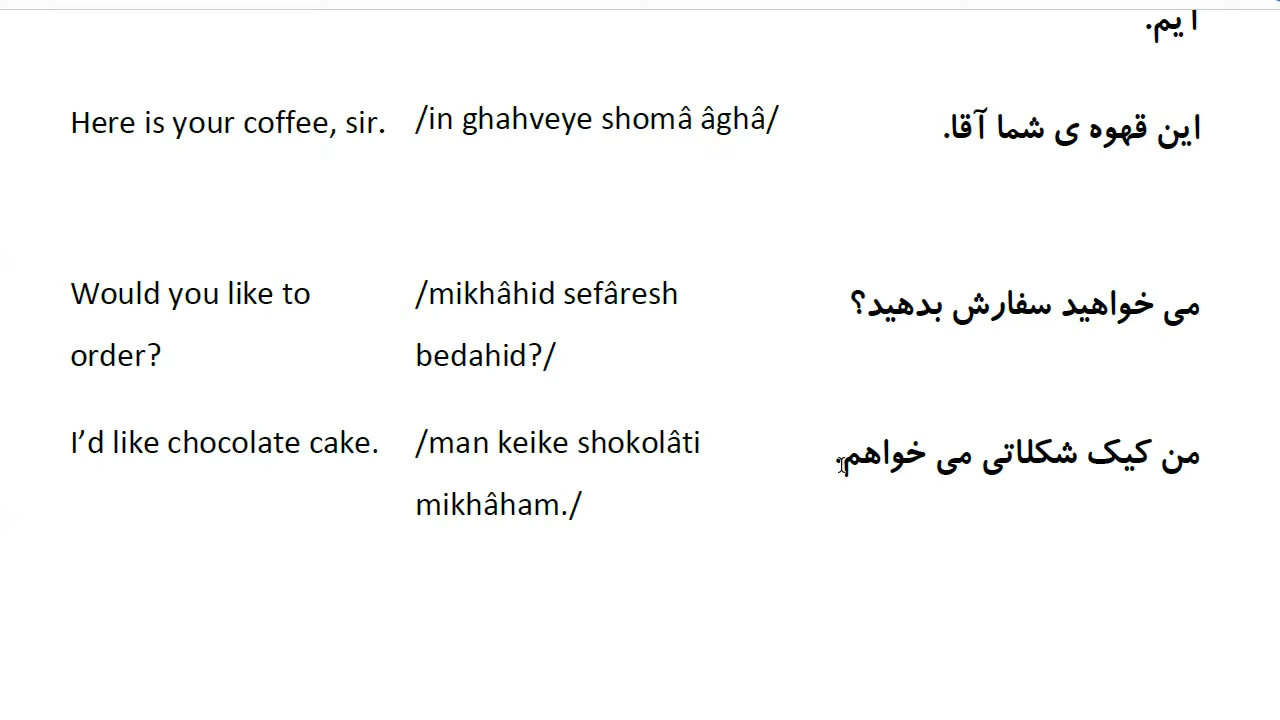 ایم.
Here is your coffee, sir. /in ghahveye shomâ âghâ/ این قهوه ی شما آقا.
Would you like to /mikhâhid sefâresh می خواهید سفارش بدهید؟
order? bedahid?/
I’d like chocolate cake. /man keike shokolâti من کیک شکلاتی می خواهم.
mikhâham./